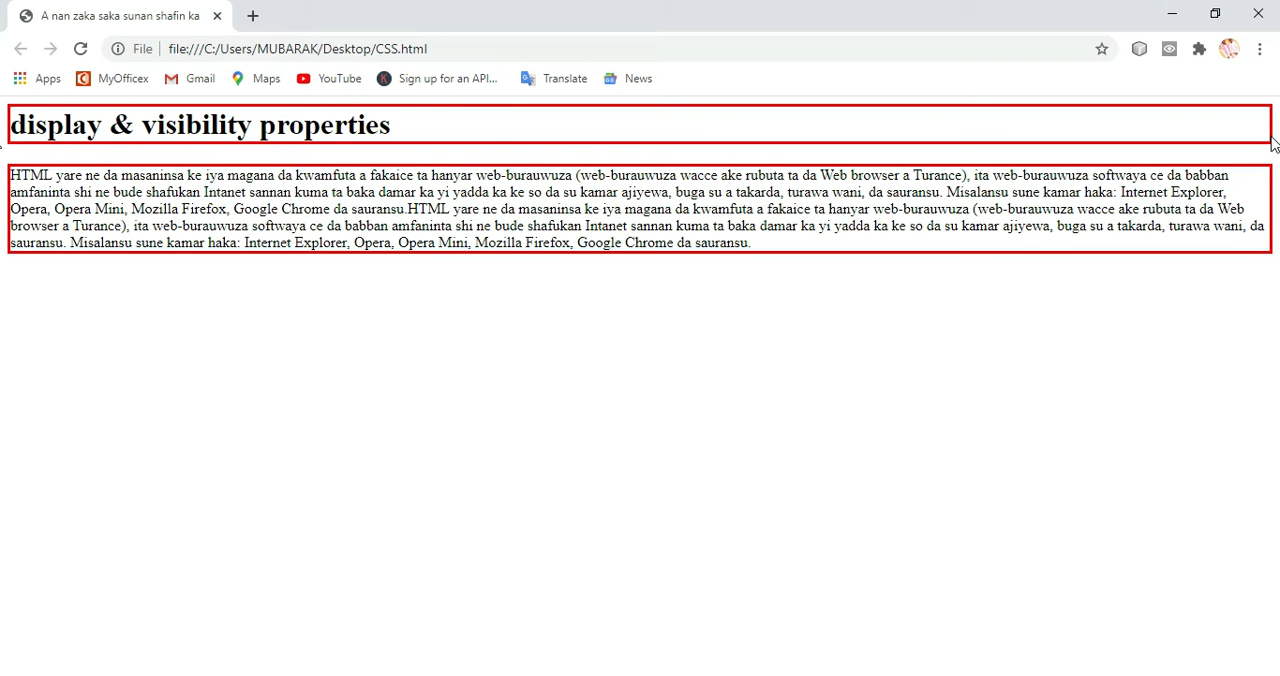 A nan zaka saka sunan shafin ka
File
file:///C:/Users/MUBARAK/Desktop/CSS.html
Apps
MyOfficex
Gmail
Maps
YouTube
Sign up for an API...
Translate
News
display & visibility properties
HTML yare ne da masaninsa ke iya magana da kwamfuta a fakaice ta hanyar web-burauwuza (web-burauwuza wacce ake rubuta ta da Web browser a Turance), ita web-burauwuza softwaya ce da babban
amfaninta shi ne bude shafukan Intanet sannan kuma ta baka damar ka yi yadda ka ke so da su kamar ajiyewa, buga su a takarda, turawa wani, da sauransu. Misalansu sune kamar haka: Internet Explorer,
Opera, Opera Mini, Mozilla Firefox, Google Chrome da sauransu.HTML yare ne da masaninsa ke iya magana da kwamfuta a fakaice ta hanyar web-burauwuza (web-burauwuza wacce ake rubuta ta da Web
browser a Turance), ita web-burauwuza softwaya ce da babban amfaninta shi ne bude shafukan Intanet sannan kuma ta baka damar ka yi yadda ka ke so da su kamar ajiyewa, buga su a takarda, turawa wani, da
sauransu. Misalansu sune kamar haka: Internet Explorer, Opera, Opera Mini, Mozilla Firefox, Google Chrome da sauransu.